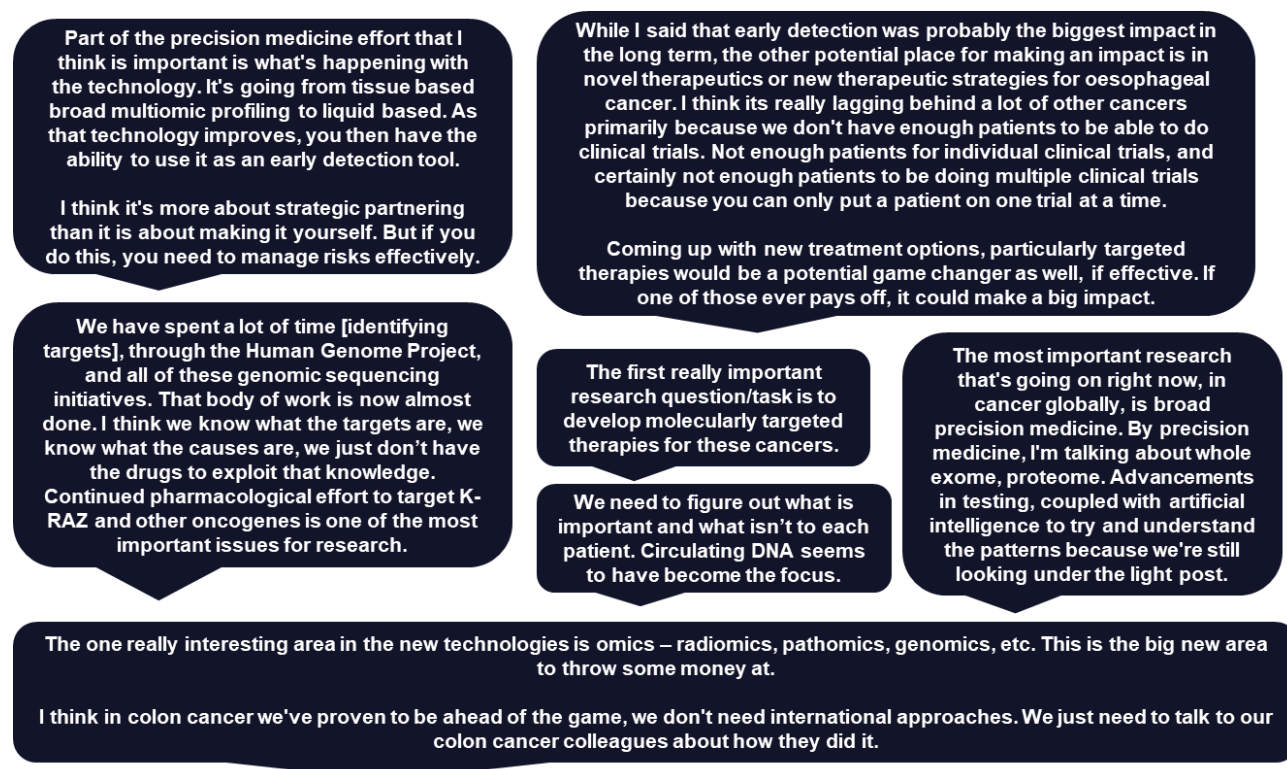 Part of the precision medicine effort that I
think is important is what's happening with
the technology. It's going from tissue based
broad multiomic profiling to liquid based. As
that technology improves, you then have the
ability to use it as an early detection tool.
I think it's more about strategic partnering
than it is about making it yourself. But if you
do this, you need to manage risks effectively.
While I said that early detection was probably the biggest impact in
the long term, the other potential place for making an impact is in
novel therapeutics or new therapeutic strategies for oesophageal
cancer. I think its really lagging behind a lot of other cancers
primarily because we don't have enough patients to be able to do
clinical trials. Not enough patients for individual clinical trials, and
certainly not enough patients to be doing multiple clinical trials
because you can only put a patient on one trial at a time.
Coming up with new treatment options, particularly targeted
therapies would be a potential game changer as well, if effective. If
one of those ever pays off, it could make a big impact.
We have spent a lot of time [identifying
targets], through the Human Genome Project,
and all of these genomic sequencing
initiatives. That body of work is now almost
done. I think we know what the targets are, we
know what the causes are, we just don’t have
the drugs to exploit that knowledge.
Continued pharmacological effort to target K-
RAZ and other oncogenes is one of the most
important issues for research.
The first really important
research question/task is to
develop molecularly targeted
therapies for these cancers.
We need to figure out what is
important and what isn’t to each
patient. Circulating DNA seems
to have become the focus.
The most important research
that's going on right now, in
cancer globally, is broad
precision medicine. By precision
medicine, I'm talking about whole
exome, proteome. Advancements
in testing, coupled with artificial
intelligence to try and understand
the patterns because we're still
looking under the light post.
The one really interesting area in the new technologies is omics – radiomics, pathomics, genomics, etc. This is the big new area
to throw some money at.
I think in colon cancer we've proven to be ahead of the game, we don't need international approaches. We just need to talk to our
colon cancer colleagues about how they did it.